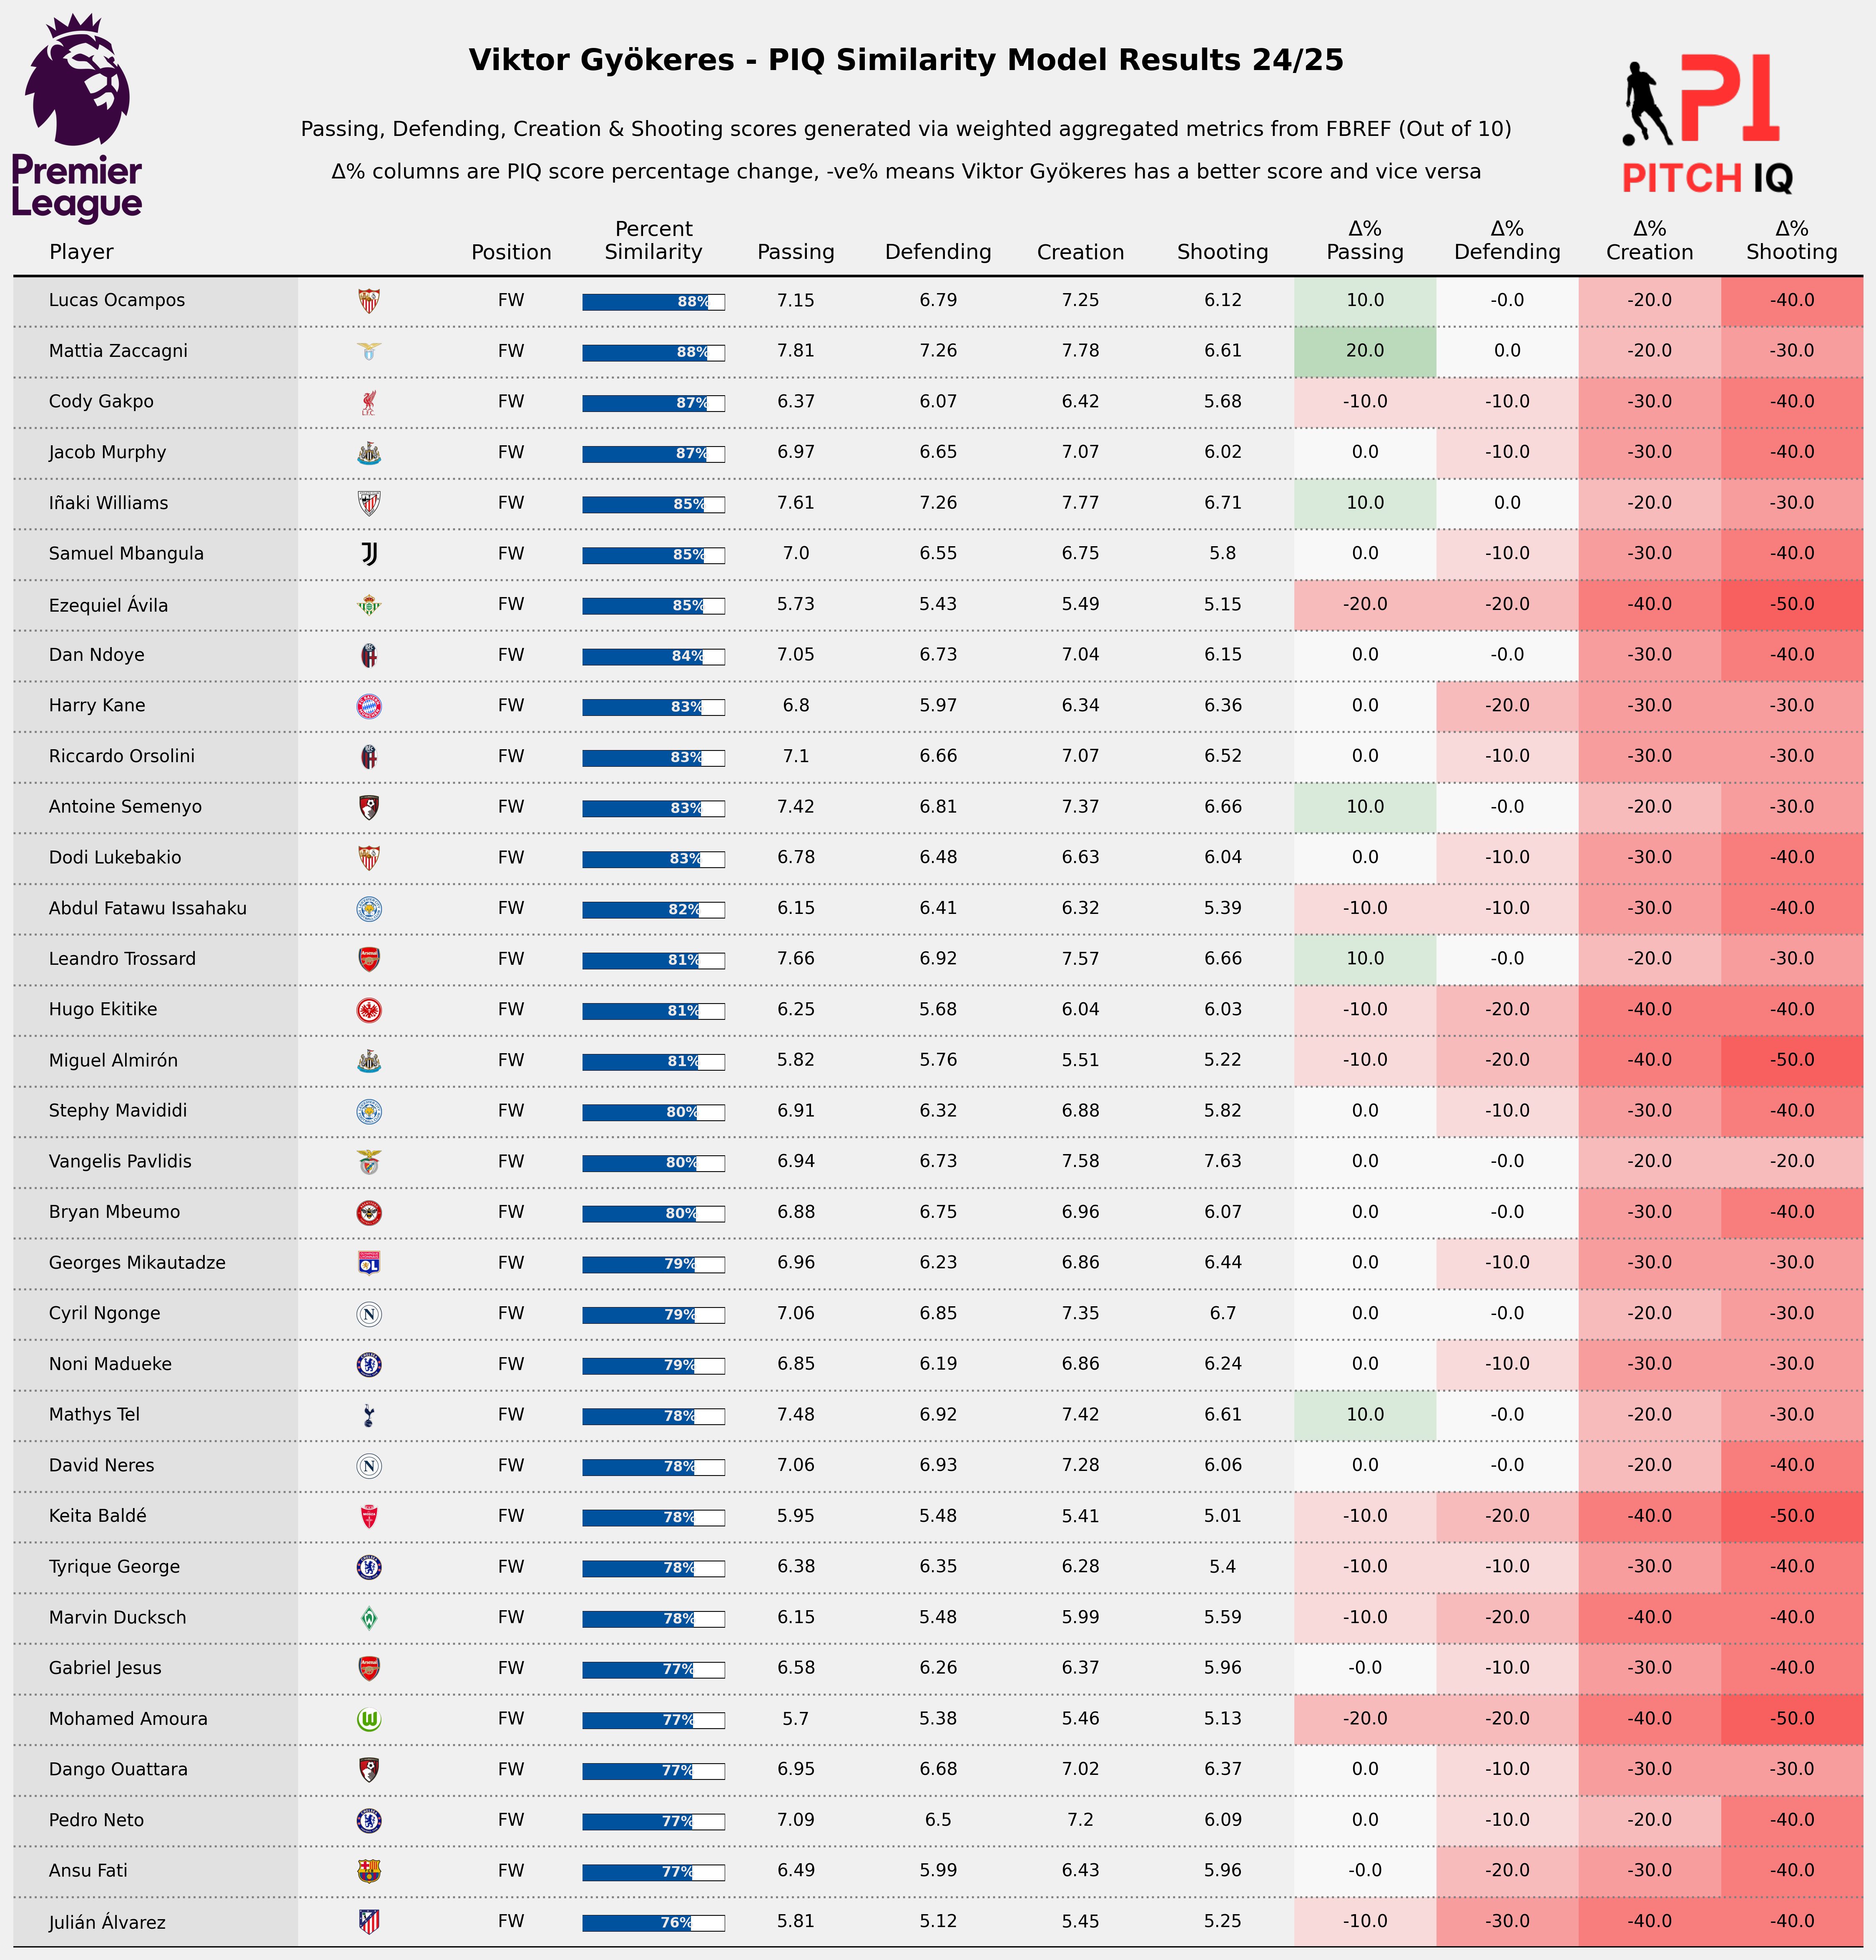 Viktor Gyökeres - PIQ Similarity Model Results 24/25
Passing, Defending, Creation & Shooting scores generated via weighted aggregated metrics from FBREF (Out of 10)
Δ% columns are PIQ score percentage change, -ve% means Viktor Gyökeres has a better score and vice versa
Premier
League
PI
PITCH IQ
Player Position Percent Similarity Passing Defending Creation Shooting Δ% Passing Δ% Defending Δ% Creation Δ% Shooting
Lucas Ocampos FW 88% 7.15 6.79 7.25 6.12 10.0 -0.0 -20.0 -40.0
Mattia Zaccagni FW 88% 7.81 7.26 7.78 6.61 20.0 0.0 -20.0 -30.0
Cody Gakpo FW 87% 6.37 6.07 6.42 5.68 -10.0 -10.0 -30.0 -40.0
Jacob Murphy FW 87% 6.97 6.65 7.07 6.02 0.0 -10.0 -30.0 -40.0
Iñaki Williams FW 85% 7.61 7.26 7.77 6.71 10.0 0.0 -20.0 -30.0
Samuel Mbangula FW 85% 7.0 6.55 6.75 5.8 0.0 -10.0 -30.0 -40.0
Ezequiel Ávila FW 85% 5.73 5.43 5.49 5.15 -20.0 -20.0 -40.0 -50.0
Dan Ndoye FW 84% 7.05 6.73 7.04 6.15 0.0 -0.0 -30.0 -40.0
Harry Kane FW 83% 6.8 5.97 6.34 6.36 0.0 -20.0 -30.0 -30.0
Riccardo Orsolini FW 83% 7.1 6.66 7.07 6.52 0.0 -10.0 -30.0 -30.0
Antoine Semenyo FW 83% 7.42 6.81 7.37 6.66 10.0 -0.0 -20.0 -30.0
Dodi Lukebakio FW 83% 6.78 6.48 6.63 6.04 0.0 -10.0 -30.0 -40.0
Abdul Fatawu Issahaku FW 82% 6.15 6.41 6.32 5.39 -10.0 -10.0 -30.0 -40.0
Leandro Trossard FW 81% 7.66 6.92 7.57 6.66 10.0 -0.0 -20.0 -30.0
Hugo Ekitike FW 81% 6.25 5.68 6.04 6.03 -10.0 -20.0 -40.0 -40.0
Miguel Almirón FW 81% 5.82 5.76 5.51 5.22 -10.0 -20.0 -40.0 -50.0
Stephy Mavididi FW 80% 6.91 6.32 6.88 5.82 0.0 -10.0 -30.0 -40.0
Vangelis Pavlidis FW 80% 6.94 6.73 7.58 7.63 0.0 -0.0 -20.0 -20.0
Bryan Mbeumo FW 80% 6.88 6.75 6.96 6.07 0.0 -0.0 -30.0 -40.0
Georges Mikautadze FW 79% 6.96 6.23 6.86 6.44 0.0 -10.0 -30.0 -30.0
Cyril Ngonge FW 79% 7.06 6.85 7.35 6.7 0.0 -0.0 -20.0 -30.0
Noni Madueke FW 79% 6.85 6.19 6.86 6.24 0.0 -10.0 -30.0 -30.0
Mathys Tel FW 78% 7.48 6.92 7.42 6.61 10.0 -0.0 -20.0 -30.0
David Neres FW 78% 7.06 6.93 7.28 6.06 0.0 -0.0 -20.0 -40.0
Keita Baldé FW 78% 5.95 5.48 5.41 5.01 -10.0 -20.0 -40.0 -50.0
Tyrique George FW 78% 6.38 6.35 6.28 5.4 -10.0 -10.0 -30.0 -40.0
Marvin Ducksch FW 78% 6.15 5.48 5.99 5.59 -10.0 -20.0 -40.0 -40.0
Gabriel Jesus FW 77% 6.58 6.26 6.37 5.96 -0.0 -10.0 -30.0 -40.0
Mohamed Amoura FW 77% 5.7 5.38 5.46 5.13 -20.0 -20.0 -40.0 -50.0
Dango Ouattara FW 77% 6.95 6.68 7.02 6.37 0.0 -10.0 -30.0 -30.0
Pedro Neto FW 77% 7.09 6.5 7.2 6.09 0.0 -10.0 -20.0 -40.0
Ansu Fati FW 77% 6.49 5.99 6.43 5.96 -0.0 -20.0 -30.0 -40.0
Julián Álvarez FW 76% 5.81 5.12 5.45 5.25 -10.0 -30.0 -40.0 -40.0